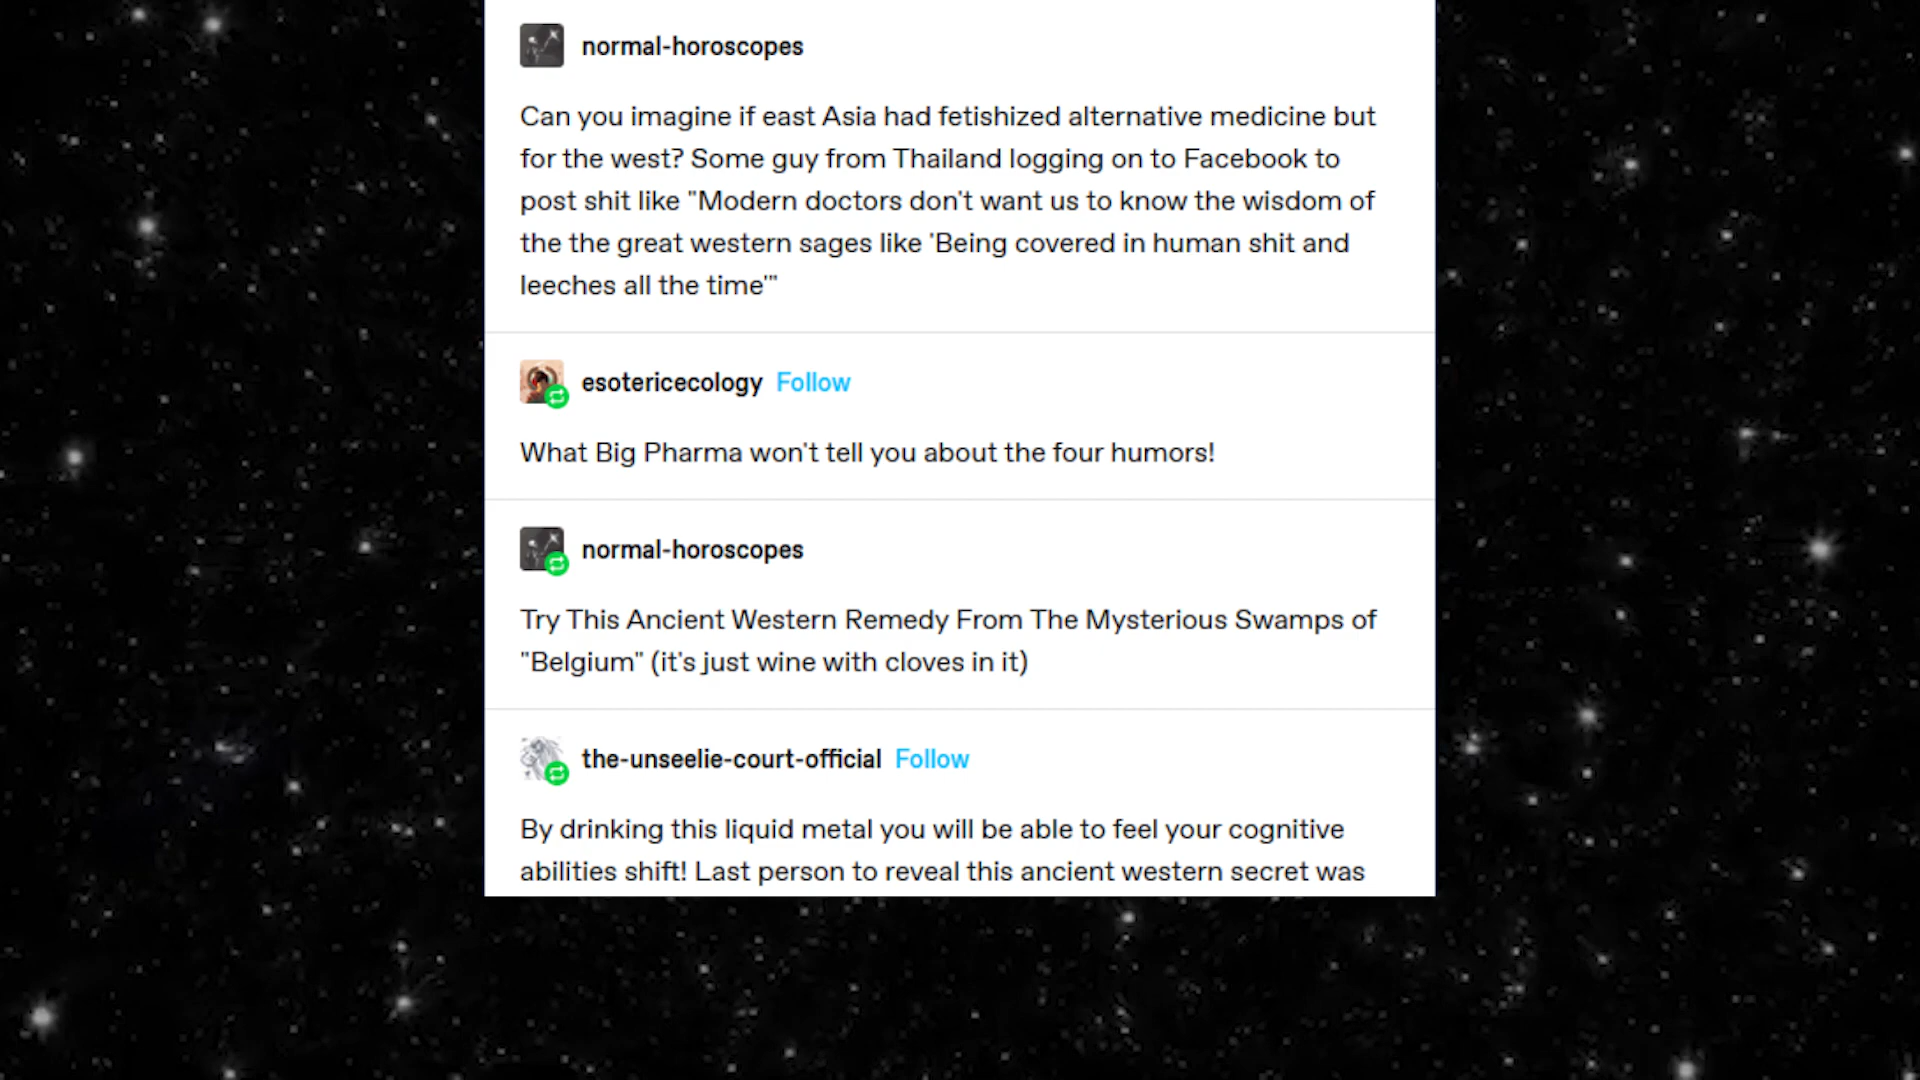 normal-horoscopes
Can you imagine if east Asia had fetishized alternative medicine but
for the west? Some guy from Thailand logging on to Facebook to
post shit like "Modern doctors don't want us to know the wisdom of
the the great western sages like 'Being covered in human shit and
leeches all the time'"
esotericecology Follow
What Big Pharma won't tell you about the four humors!
normal-horoscopes
Try This Ancient Western Remedy From The Mysterious Swamps of
"Belgium" (it's just wine with cloves in it)
the-unseelie-court-official Follow
By drinking this liquid metal you will be able to feel your cognitive
abilities shift! Last person to reveal this ancient western secret was